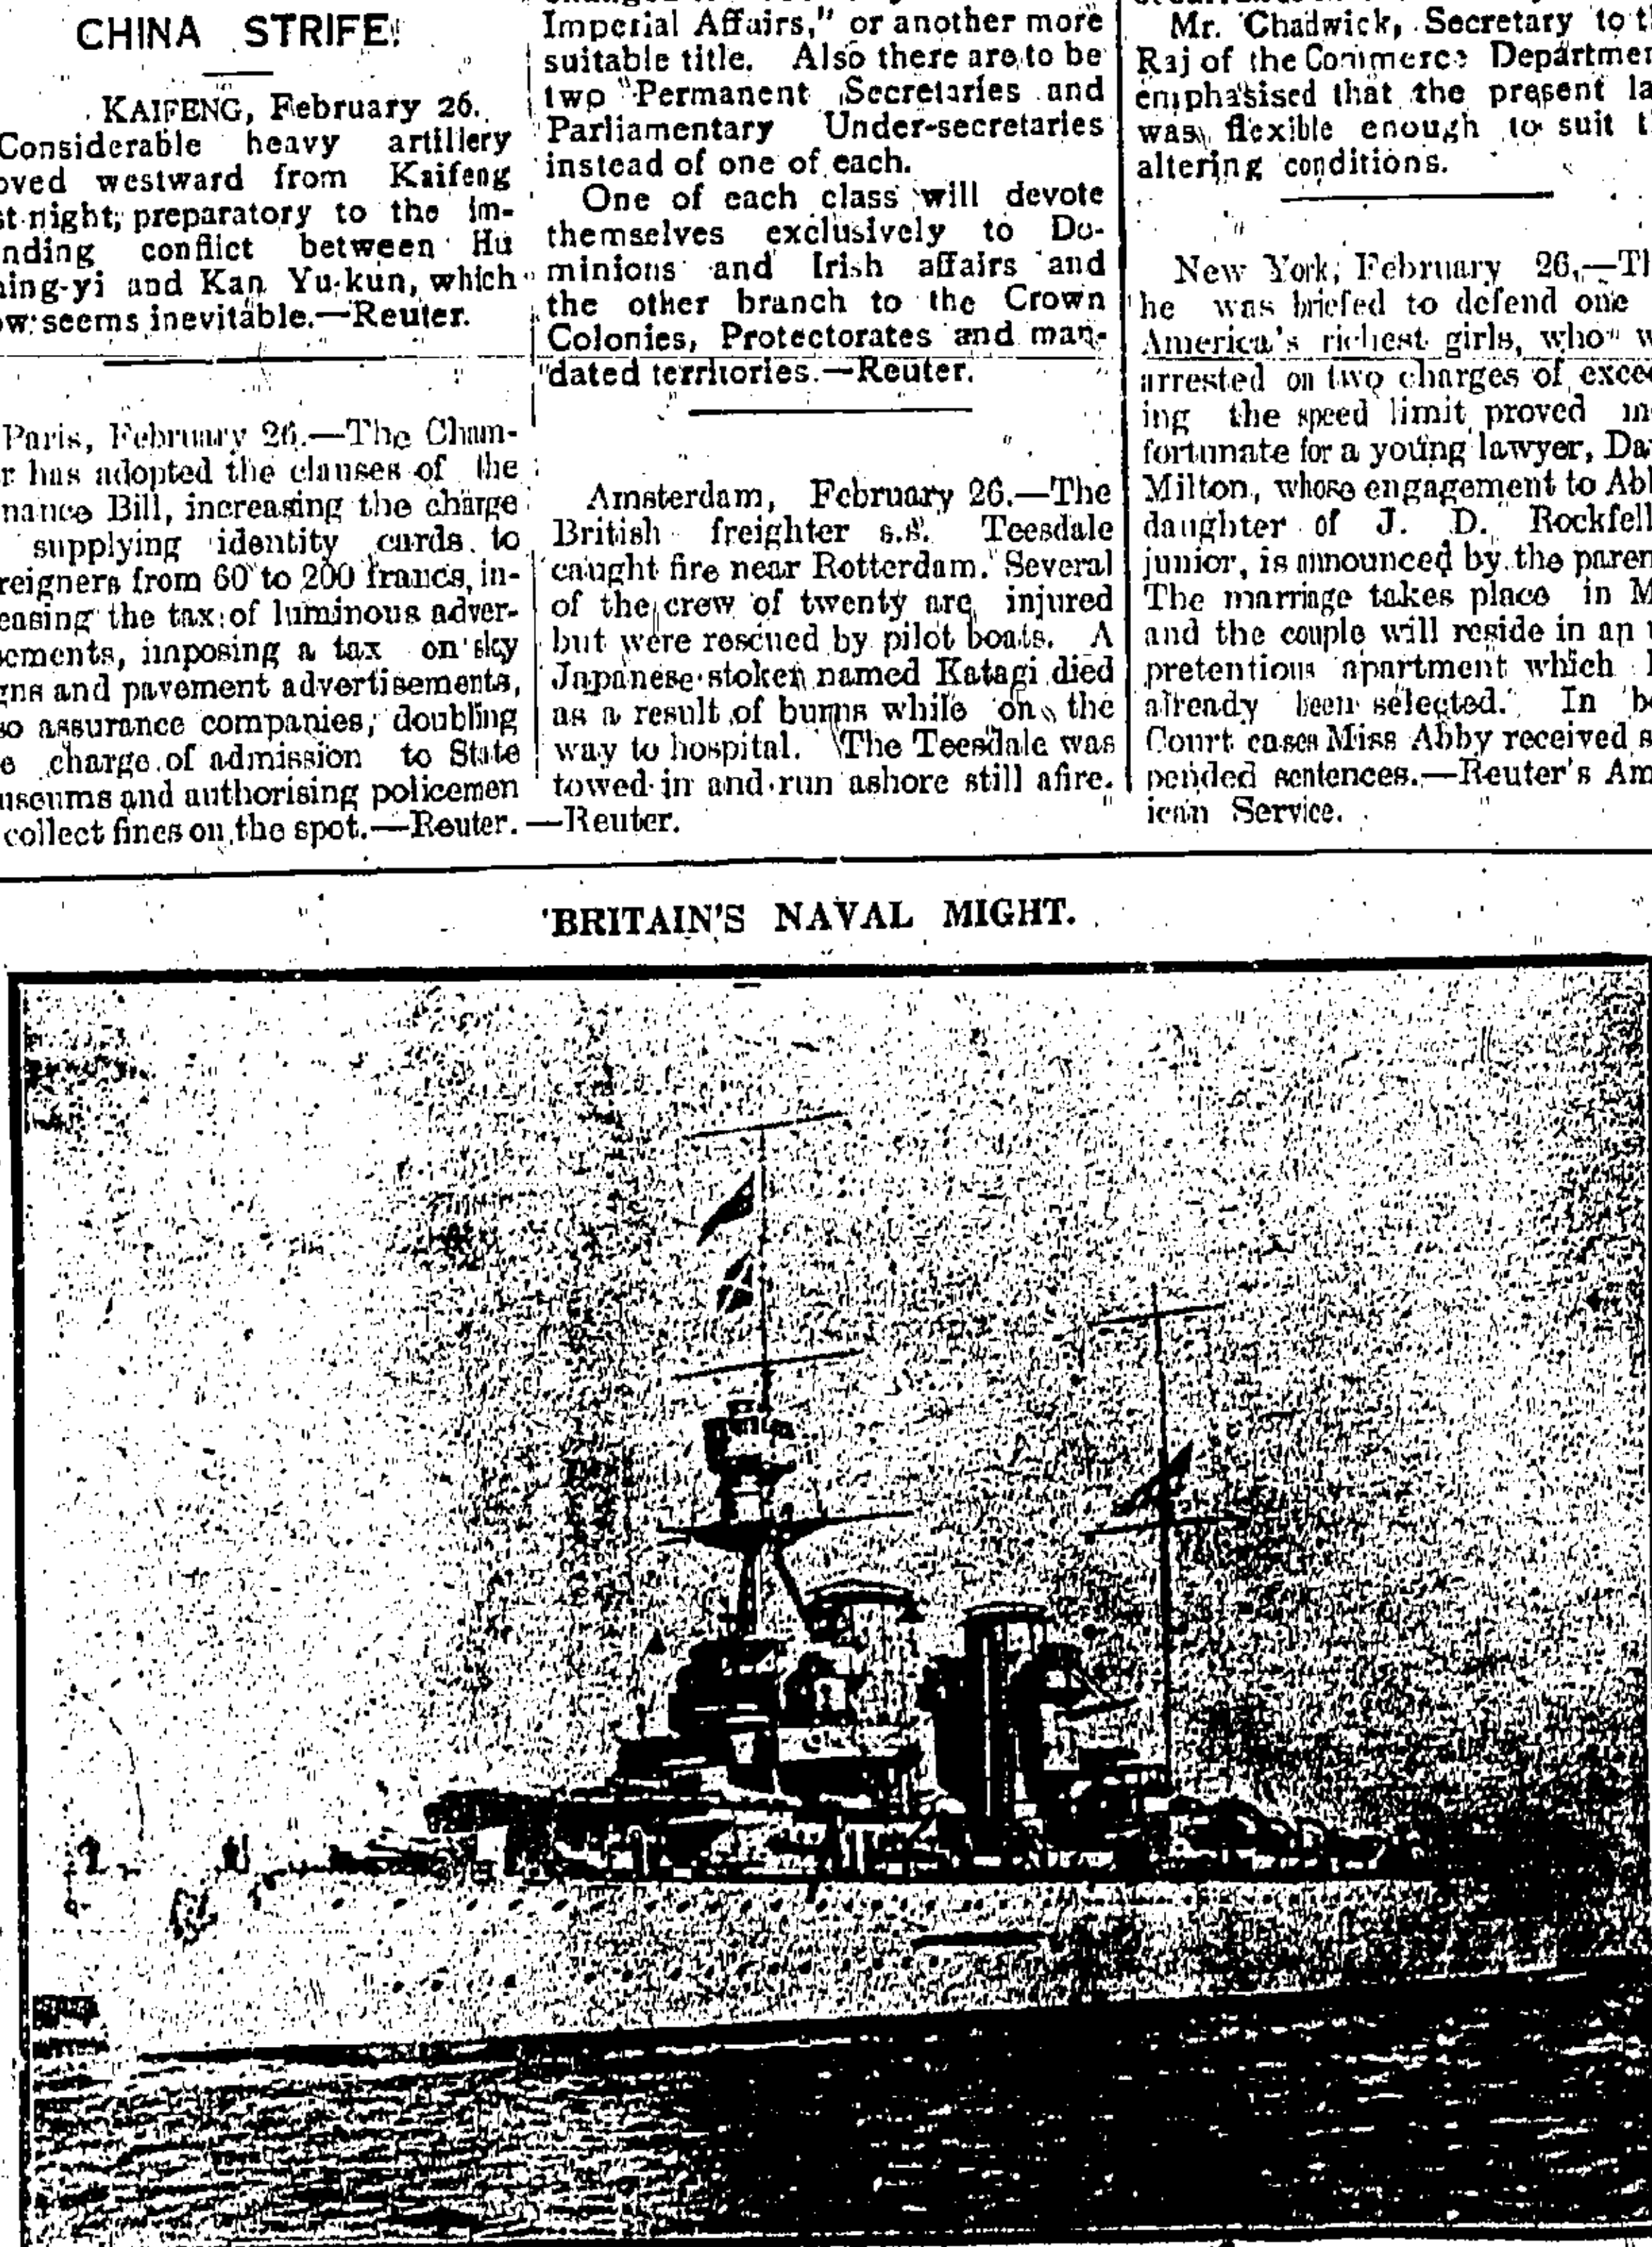 CHINA STRIFE.
KAIFENG, February 26.
Considerable heavy artillery
oved westward from Kaifeng
st night, preparatory to the im-
nding conflict between Hu
ing-yi and Kan Yu-kun, which
ow seems inevitable.—Reuter.
Paris, February 26.—The Cham-
r has adopted the clauses of the
nance Bill, increasing the charge
supplying identity cards to
reigners from 60 to 200 francs, in-
easing the tax of luminous adver-
sements, imposing a tax on sky
gns and pavement advertisements,
so assurance companies, doubling
e charge of admission to State
useums and authorising policemen
collect fines on the spot.—Reuter.
Imperial Affairs," or another more
suitable title. Also there are to be
two Permanent Secretaries and
Parliamentary Under-secretaries
instead of one of each.
One of each class will devote
themselves exclusively to Do-
minions and Irish affairs and
the other branch to the Crown
Colonies, Protectorates and man-
dated territories.—Reuter.
Amsterdam, February 26.—The
British freighter s.s. Teesdale
caught fire near Rotterdam. Several
of the crew of twenty are injured
but were rescued by pilot boats. A
Japanese stoker named Katagi died
as a result of burns while on the
way to hospital. The Teesdale was
towed in and run ashore still afire.
—Reuter.
Mr. Chadwick, Secretary to t
Raj of the Commerce Departmen
emphasised that the present la
was flexible enough to suit t
altering conditions.
New York, February 26.—T
he was briefed to defend one
America's richest girls, who w
arrested on two charges of excee
ing the speed limit proved
fortunate for a young lawyer, Da
Milton, whose engagement to Ab
daughter of J. D. Rockfell
junior, is announced by the paren
The marriage takes place in M
and the couple will reside in an
pretentious apartment which
already been selected. In b
Court cases Miss Abby received s
pended sentences.—Reuter's Am
ican Service.
BRITAIN'S NAVAL MIGHT.